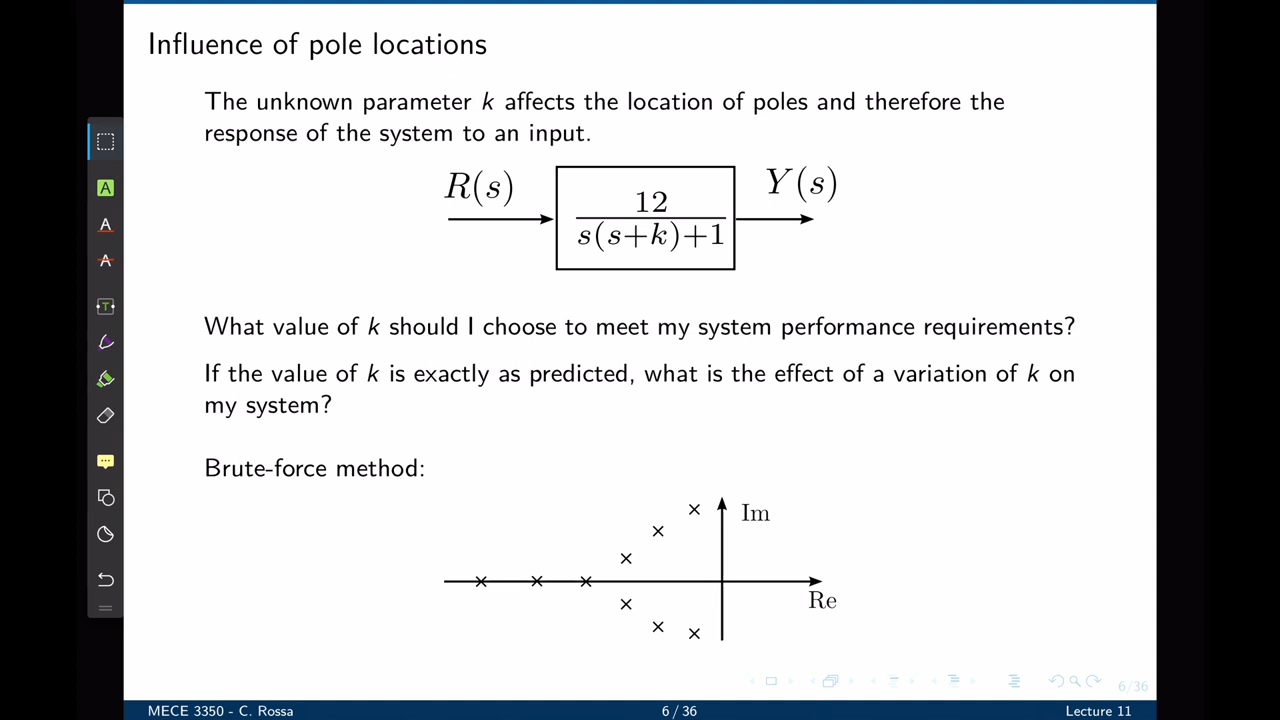 Influence of pole locations
The unknown parameter k affects the location of poles and therefore the
response of the system to an input.
R(s)
12
s(s+k)+1
Y(s)
What value of k should I choose to meet my system performance requirements?
If the value of k is exactly as predicted, what is the effect of a variation of k on
my system?
Brute-force method:
Im
Re
6/36
MECE 3350 - C. Rossa
6 / 36
Lecture 11
A
A
A
T